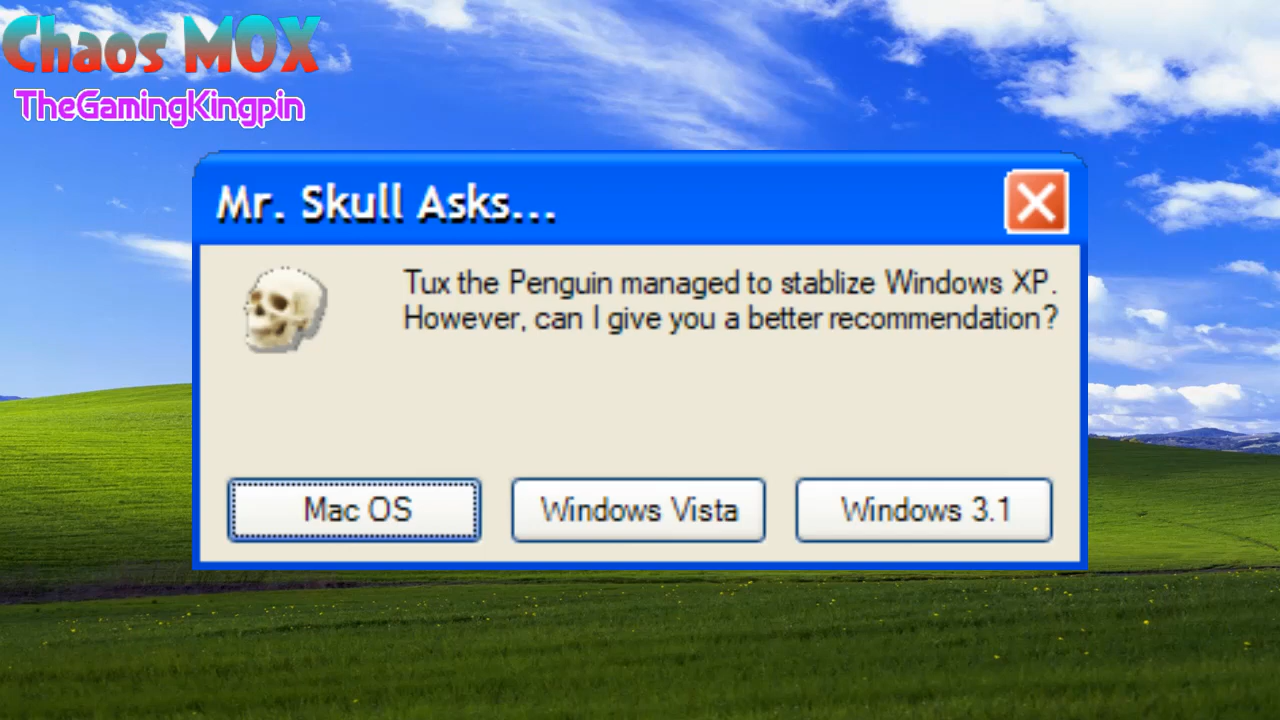 Chaos MOX
TheGamingKingpin
Mr. Skull Asks...
Tux the Penguin managed to stablize Windows XP.
However, can I give you a better recommendation?
Mac OS
Windows Vista
Windows 3.1